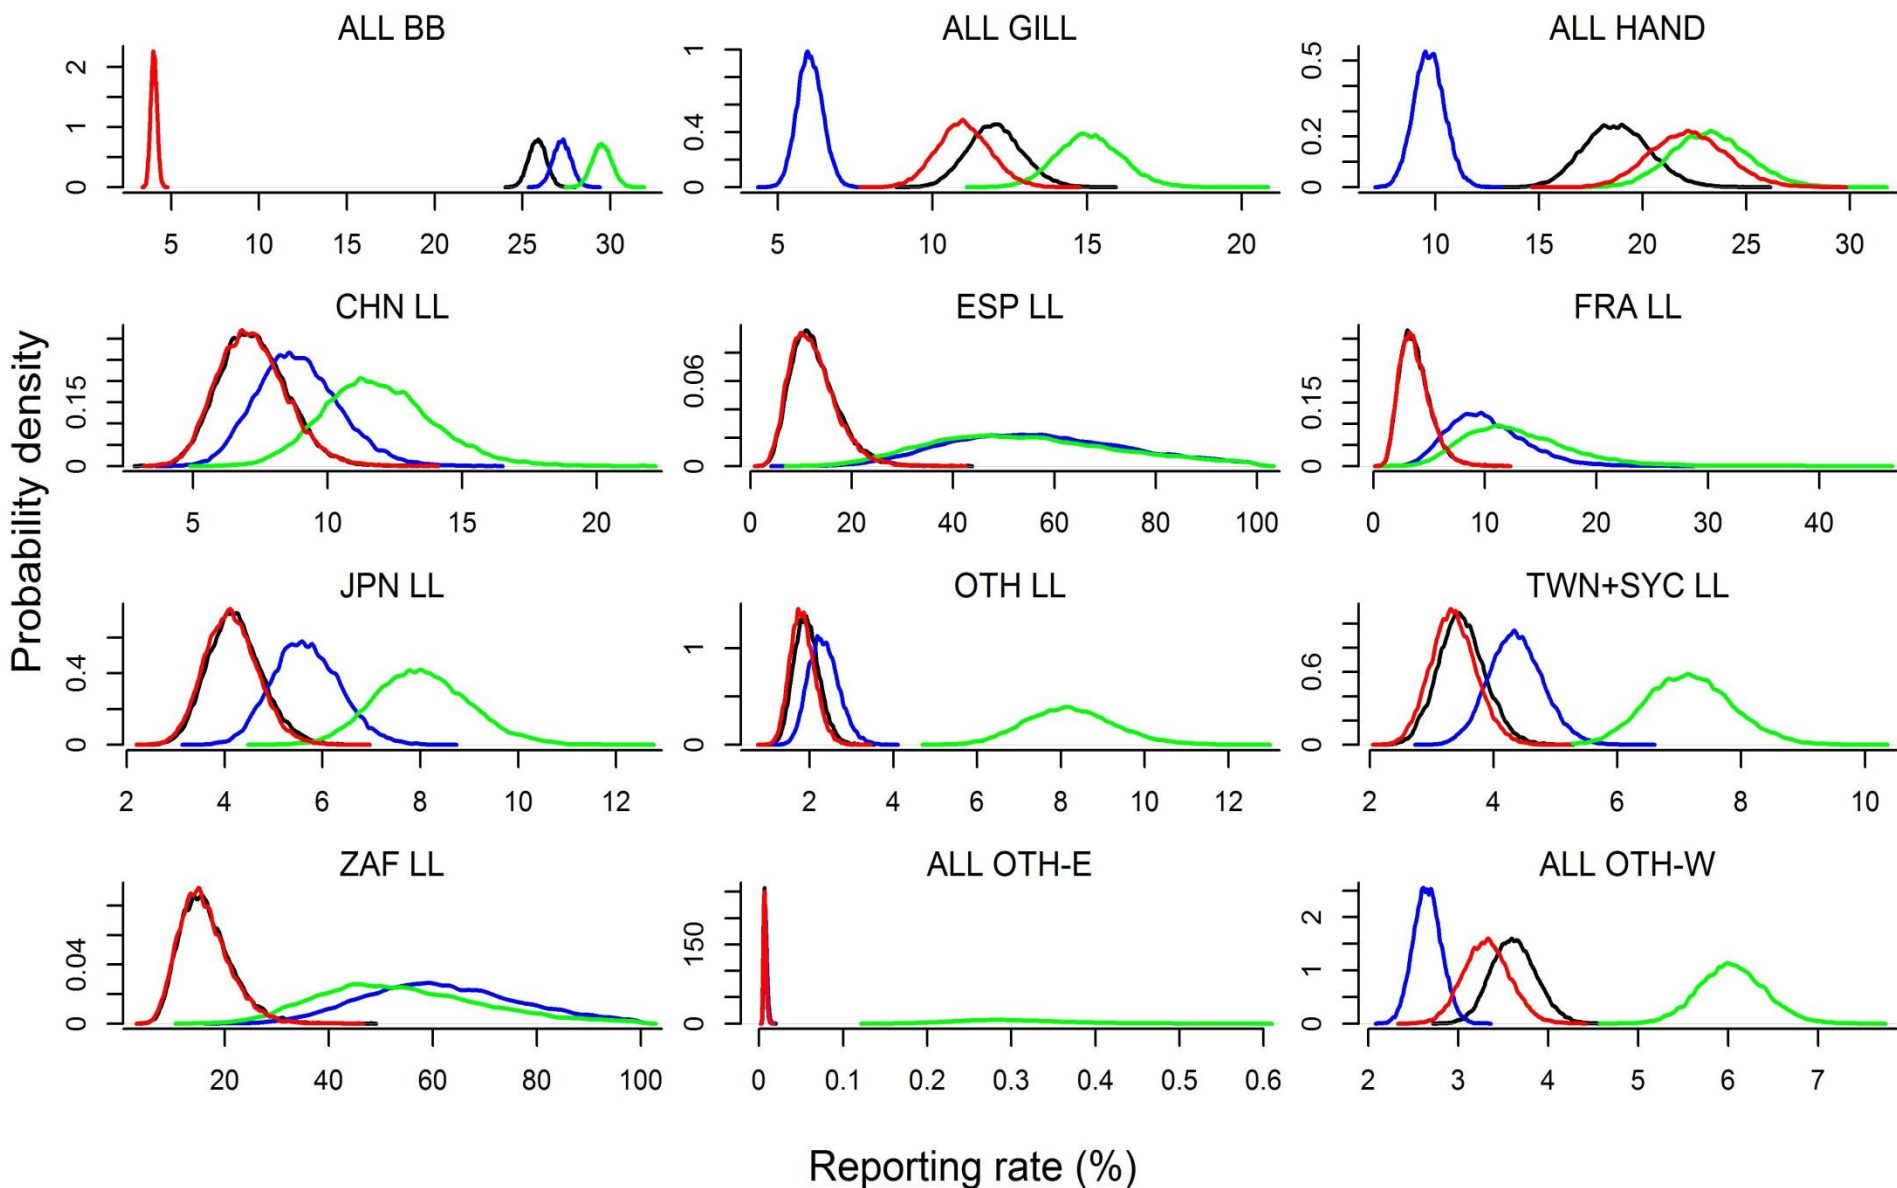 ALL BB
ALL GILL
ALL HAND
0 1 2
5 10 15 20 25 30
0 0.4 1
5 10 15 20
0 0.2 0.5
10 15 20 25 30
CHN LL
ESP LL
FRA LL
0 0.15
5 10 15 20
0 0.06
0 20 40 60 80 100
0 0.15
0 10 20 30 40
Probability density
JPN LL
OTH LL
TWN+SYC LL
0 0.4
2 4 6 8 10 12
0 1
2 4 6 8 10 12
0 0.6
2 4 6 8 10
ZAF LL
ALL OTH-E
ALL OTH-W
0 0.04
20 40 60 80 100
0 150
0 0.1 0.2 0.3 0.4 0.5 0.6
0 1 2
2 3 4 5 6 7
Reporting rate (%)